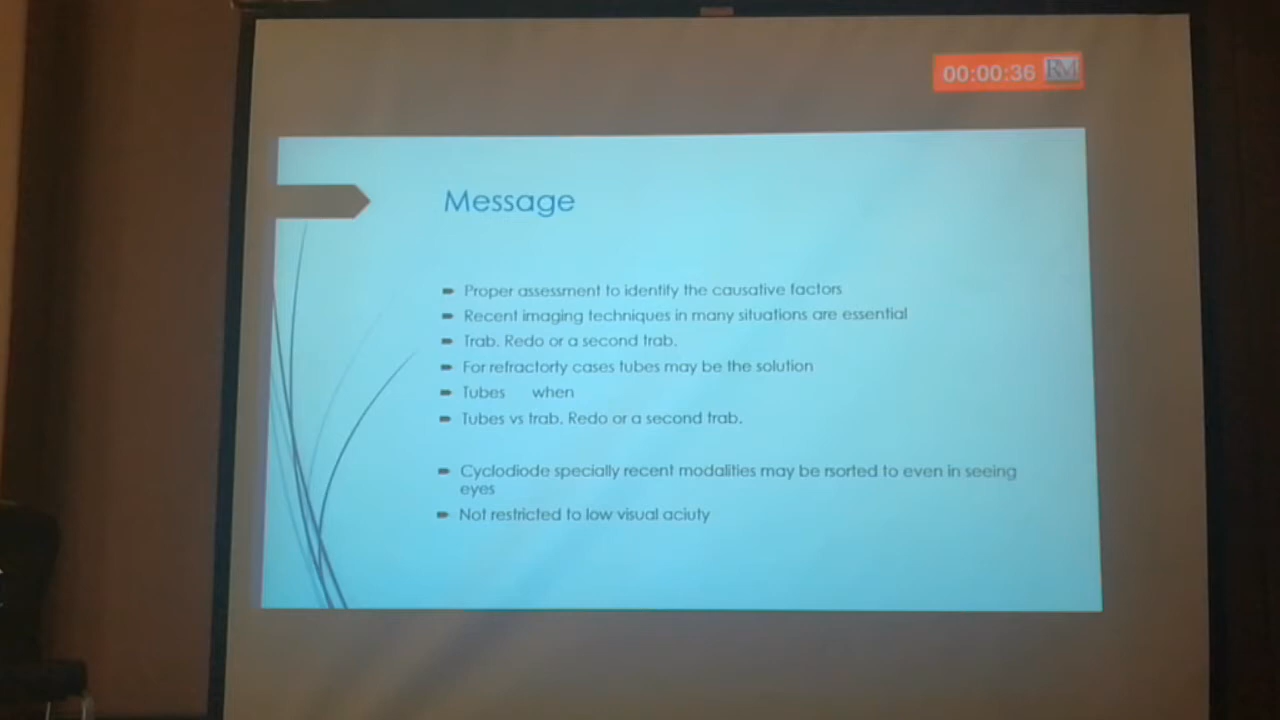 00:00:36 RM
Message
Proper assessment to identify the causative factors
Recent imaging techniques in many situations are essential
Trab. Redo or a second trab.
For refractorty cases tubes may be the solution
Tubes when
Tubes vs trab. Redo or a second trab.
Cyclodiode specially recent modalities may be rsorted to even in seeing
eyes
Not restricted to low visual aciuty